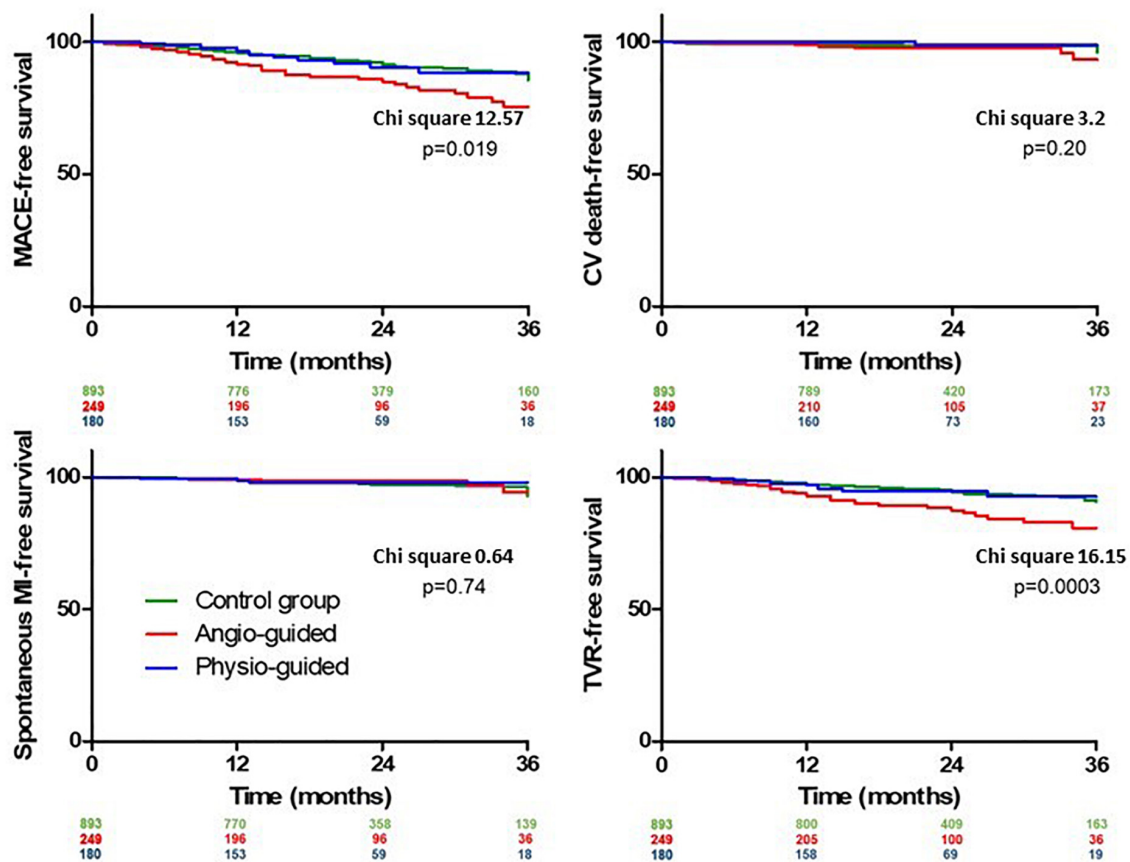 MACE-free survival
100
50
0
Chi square 12.57
p=0.019
0 12 24 36
Time (months)
893 776 379 160
249 196 96 36
180 153 59 18
CV death-free survival
100
50
0
Chi square 3.2
p=0.20
0 12 24 36
Time (months)
893 789 420 173
249 210 105 37
180 160 73 23
Spontaneous MI-free survival
100
50
0
Chi square 0.64
p=0.74
Control group
Angio-guided
Physio-guided
0 12 24 36
Time (months)
893 770 358 139
249 196 96 36
180 153 59 18
TVR-free survival
100
50
0
Chi square 16.15
p=0.0003
0 12 24 36
Time (months)
893 800 409 163
249 205 100 36
180 158 69 19